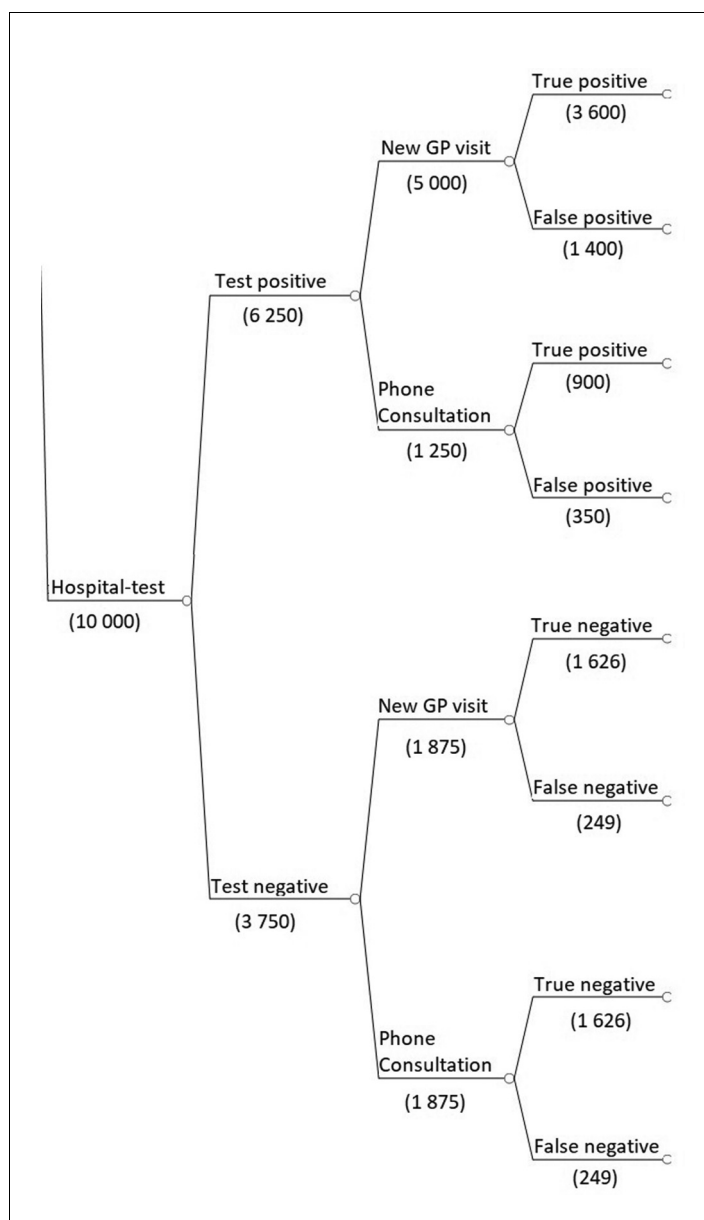 True positive
(3 600)
New GP visit
(5 000)
False positive
(1 400)
Test positive
(6 250)
True positive
(900)
Phone
Consultation
(1 250)
False positive
(350)
Hospital-test
(10 000)
True negative
(1 626)
New GP visit
(1 875)
False negative
(249)
Test negative
(3 750)
True negative
(1 626)
Phone
Consultation
(1 875)
False negative
(249)